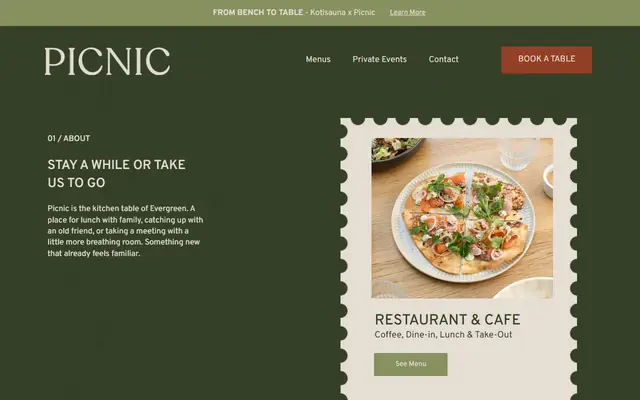 FROM BENCH TO TABLE - Kotisauna x Picnic Learn More
PICNIC
Menus Private Events Contact BOOK A TABLE
01 / ABOUT
STAY A WHILE OR TAKE
US TO GO
Picnic is the kitchen table of Evergreen. A
place for lunch with family, catching up with
an old friend, or taking a meeting with a
little more breathing room. Something new
that already feels familiar.
RESTAURANT & CAFE
Coffee, Dine-in, Lunch & Take-Out
See Menu